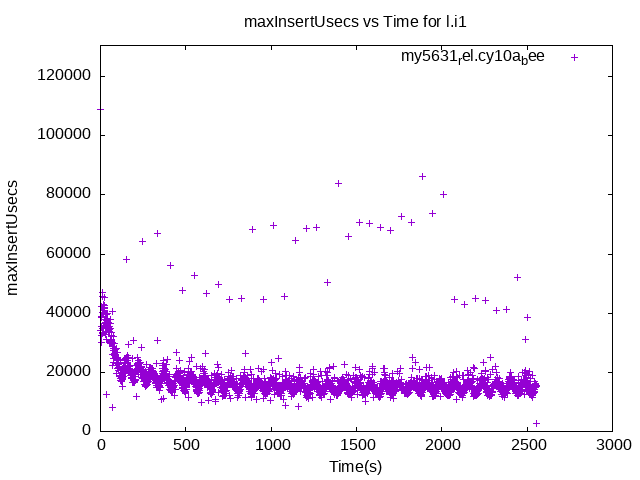 maxInsertUsecs vs Time for l.i1
my5631rel.cy10abee
maxInsertUsecs
120000
100000
80000
60000
40000
20000
0
0 500 1000 1500 2000 2500 3000
Time(s)